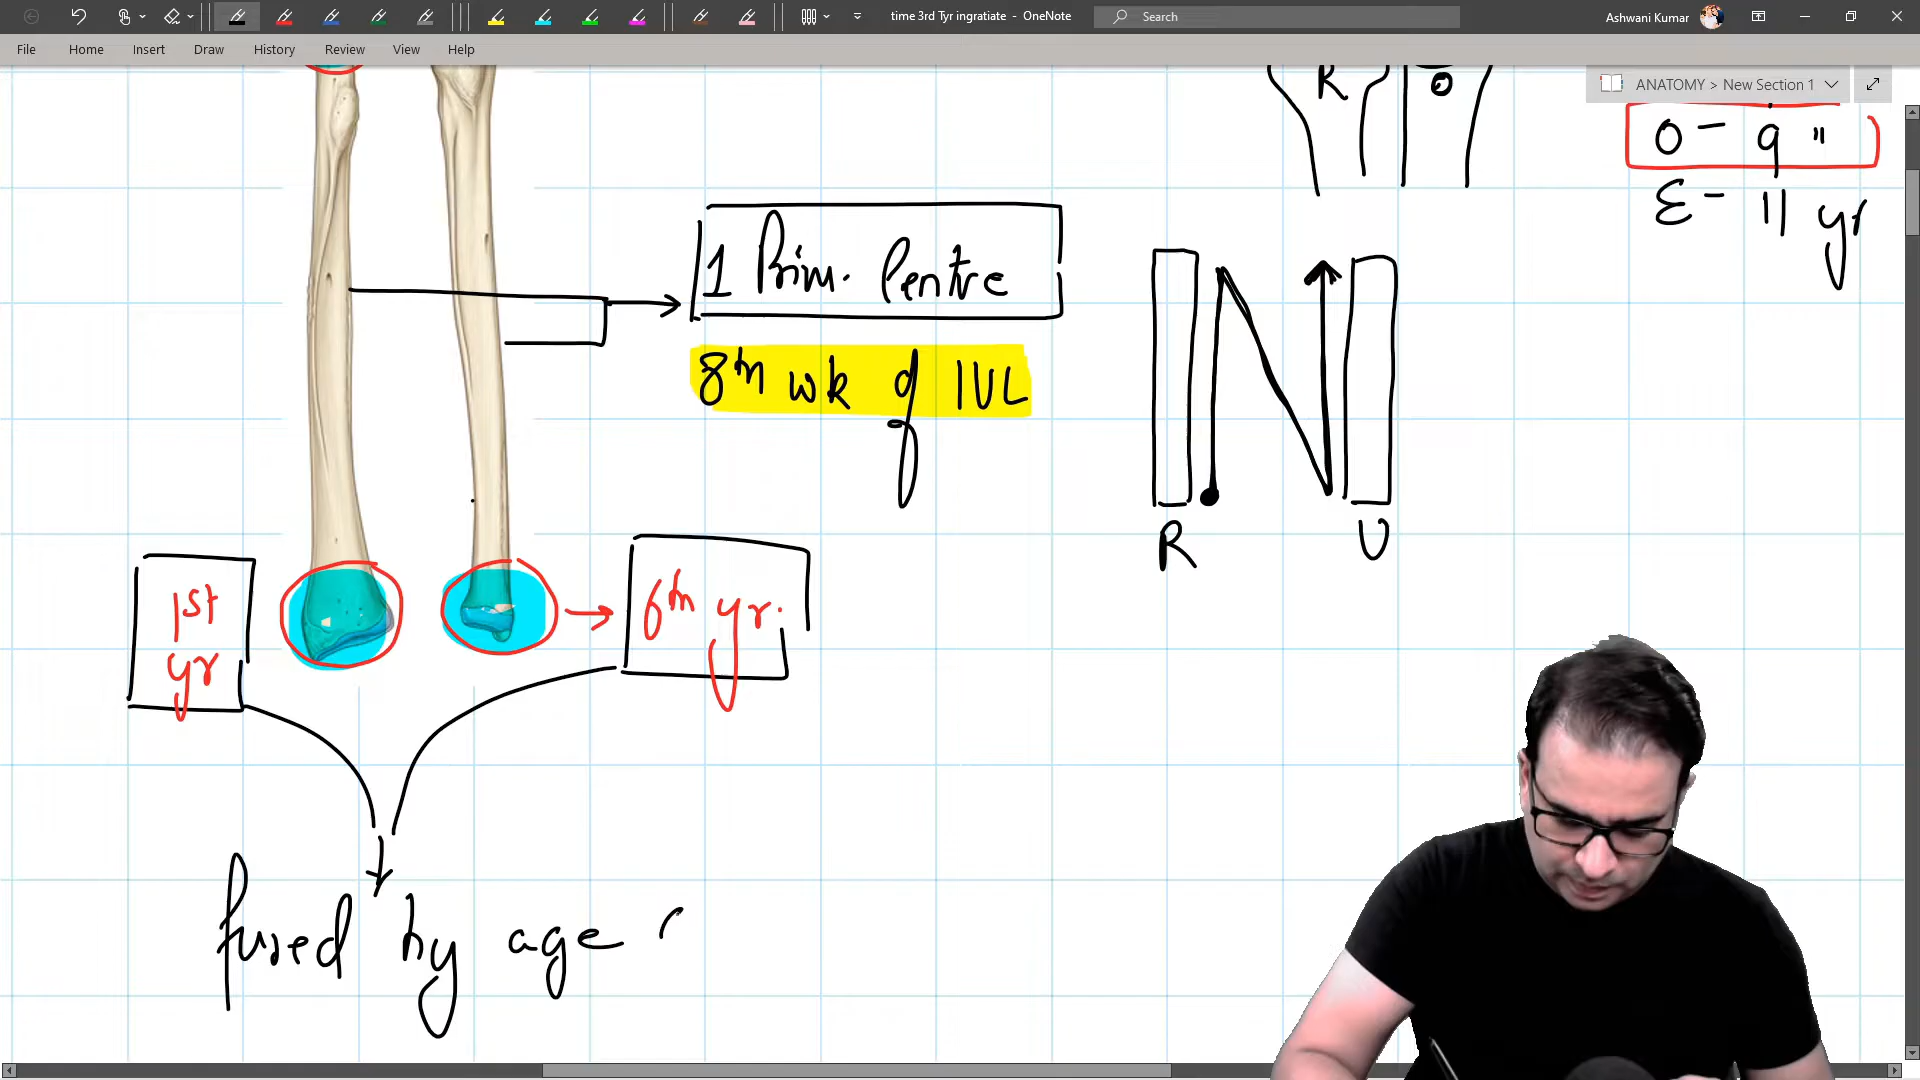 time 3rd Tyr ingratiate - OneNote
Search
Ashwani Kumar
File Home Insert Draw History Review View Help
ANATOMY > New Section 1
R
0
O - 9 "
E - 11 yr
1 Prim. Centre
8th wk of IUL
R U
1st
yr
6th yr.
fused by age